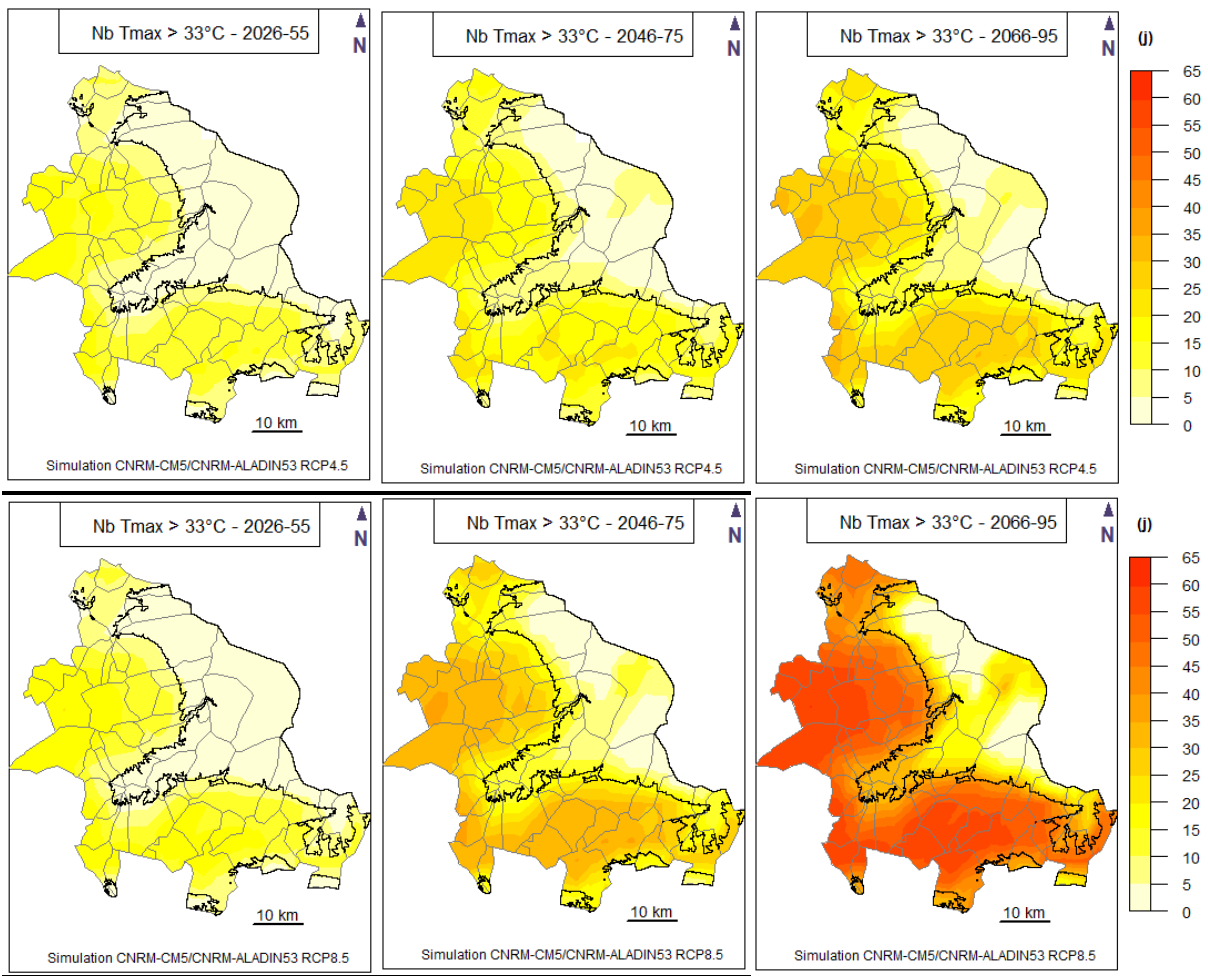 Nb Tmax > 33°C - 2026-55
N
Nb Tmax > 33°C - 2046-75
N
Nb Tmax > 33°C - 2066-95
N
(j)
65
60
55
50
45
40
35
30
25
20
15
10
5
0
10 km
10 km
10 km
Simulation CNRM-CM5/CNRM-ALADIN53 RCP4.5
Simulation CNRM-CM5/CNRM-ALADIN53 RCP4.5
Simulation CNRM-CM5/CNRM-ALADIN53 RCP4.5
Nb Tmax > 33°C - 2026-55
N
Nb Tmax > 33°C - 2046-75
N
Nb Tmax > 33°C - 2066-95
N
(j)
65
60
55
50
45
40
35
30
25
20
15
10
5
0
10 km
10 km
10 km
Simulation CNRM-CM5/CNRM-ALADIN53 RCP8.5
Simulation CNRM-CM5/CNRM-ALADIN53 RCP8.5
Simulation CNRM-CM5/CNRM-ALADIN53 RCP8.5